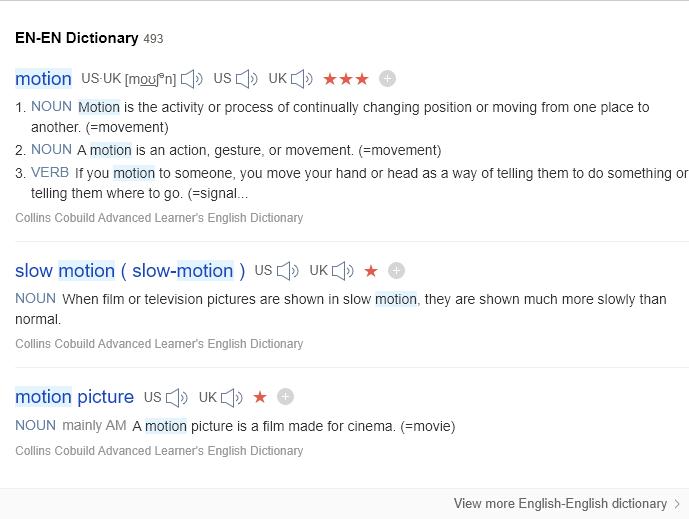 EN-EN Dictionary 493
motion US·UK [moʊʃᵊn] US UK ★★★
1. NOUN Motion is the activity or process of continually changing position or moving from one place to
another. (=movement)
2. NOUN A motion is an action, gesture, or movement. (=movement)
3. VERB If you motion to someone, you move your hand or head as a way of telling them to do something or
telling them where to go. (=signal...
Collins Cobuild Advanced Learner's English Dictionary
slow motion ( slow-motion ) US UK ★
NOUN When film or television pictures are shown in slow motion, they are shown much more slowly than
normal.
Collins Cobuild Advanced Learner's English Dictionary
motion picture US UK ★
NOUN mainly AM A motion picture is a film made for cinema. (=movie)
Collins Cobuild Advanced Learner's English Dictionary
View more English-English dictionary >